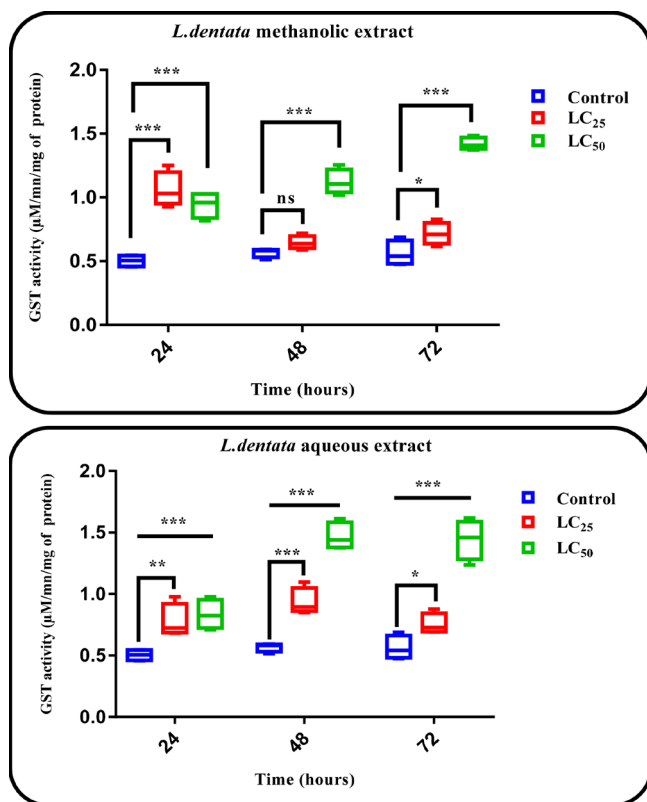 L.dentata methanolic extract
GST activity (µM/mn/mg of protein)
2.0
1.5
1.0
0.5
0.0
***
***
***
ns
***
*
Control
LC25
LC50
24
48
72
Time (hours)
L.dentata aqueous extract
GST activity (µM/mn/mg of protein)
2.0
1.5
1.0
0.5
0.0
***
**
***
***
***
*
Control
LC25
LC50
24
48
72
Time (hours)